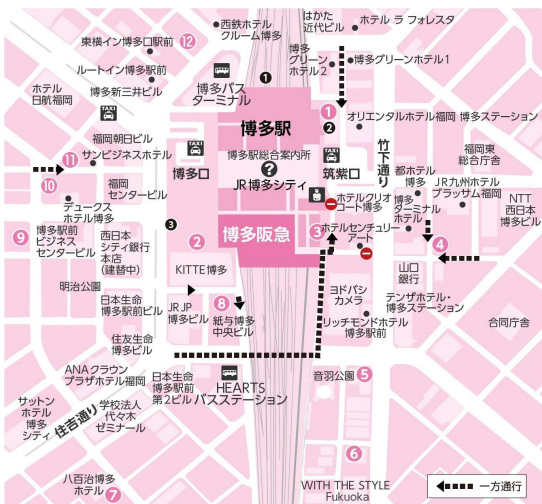 西鉄ホテル
クルーム博多
はかた
近代ビル
ホテル ラ フォレスタ
東横イン博多口駅前
⑫
博多
グリーン
ホテル2
博多グリーンホテル1
ルートイン博多駅前
博多新三井ビル
博多バス
ターミナル
❶
ホテル
日航福岡
TAXI
①
❷
オリエンタルホテル福岡 博多ステーション
博多駅
福岡朝日ビル
TAXI
TAXI
竹下通り
福岡東
総合庁舎
⑪
サンビジネスホテル
博多口
博多駅総合案内所
?
JR博多シティ
筑紫口
都ホテル
博多
JR九州ホテル
ブラッサム福岡
⑩
福岡
センタービル
デュークス
ホテル博多
ホテルクリオ
コート博多
博多
ターミナル
ホテル
NTT
西日本
博多ビル
⑨
博多駅前
ビジネス
センタービル
西日本
シティ銀行
本店
(建替中)
❸
②
博多阪急
③
ホテルセンチュリー
アート
④
KITTE博多
山口
銀行
明治公園
日本生命
博多駅前ビル
JRJP
博多ビル
⑧
紙与博多
中央ビル
ヨドバシ
カメラ
テンザホテル・
博多ステーション
リッチモンドホテル
博多駅前
合同庁舎
住友生命
博多ビル
ANAクラウン
プラザホテル福岡
日本生命
博多駅前
第2ビル
HEARTS
バスステーション
音羽公園
⑤
サットン
ホテル
博多
シティ
住吉通り
学校法人
代々木
ゼミナール
⑥
八百治博多
ホテル
⑦
WITH THE STYLE
Fukuoka
一方通行